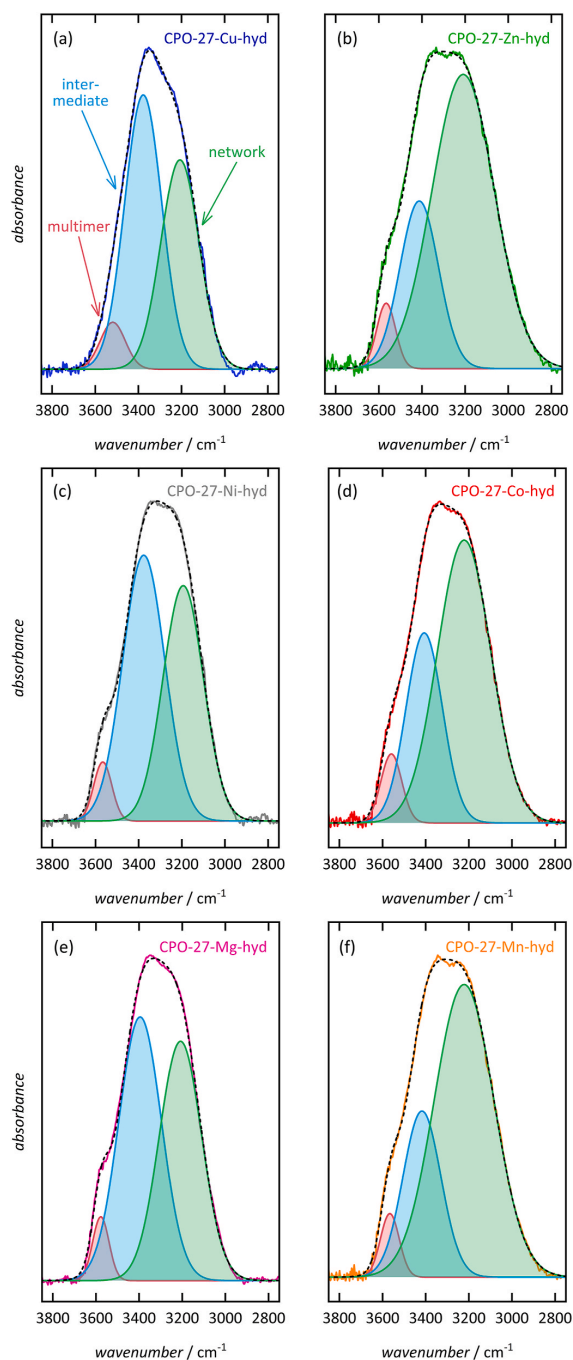 (a) CPO-27-Cu-hyd
inter-
mediate
network
multimer
absorbance
3800 3600 3400 3200 3000 2800
wavenumber / cm-1
(b) CPO-27-Zn-hyd
3800 3600 3400 3200 3000 2800
wavenumber / cm-1
(c) CPO-27-Ni-hyd
absorbance
3800 3600 3400 3200 3000 2800
wavenumber / cm-1
(d) CPO-27-Co-hyd
3800 3600 3400 3200 3000 2800
wavenumber / cm-1
(e) CPO-27-Mg-hyd
absorbance
3800 3600 3400 3200 3000 2800
wavenumber / cm-1
(f) CPO-27-Mn-hyd
3800 3600 3400 3200 3000 2800
wavenumber / cm-1